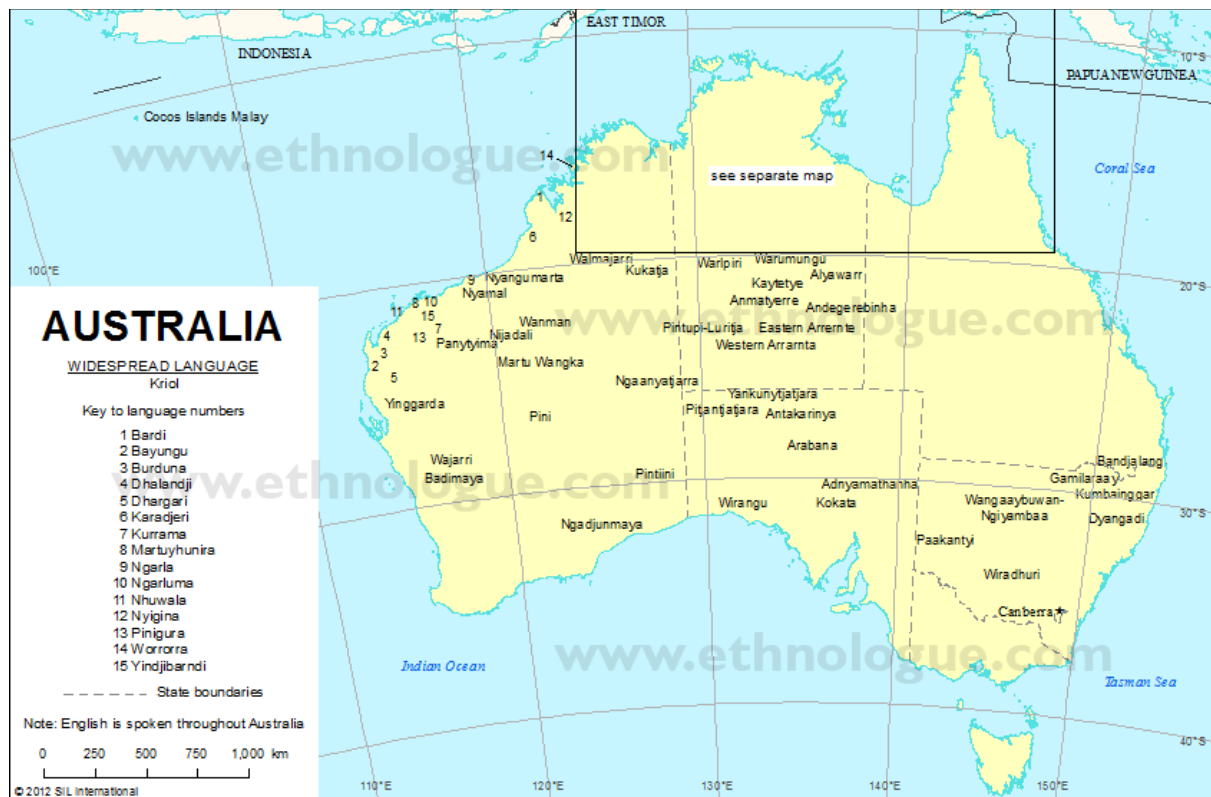 EAST TIMOR
INDONESIA
10°S
PAPUA NEW GUINEA
Cocos Islands Malay
www.ethnologue.com
14
see separate map
Coral Sea
1
12
6
100°E
Walmajarri
Kukatja
Warlpiri
Warumungu
Alyawarr
20°S
9
Nyangumarta
Nyamal
Kaytetye
Anmatyerre
Andegerebinha
8
10
11
15
www.ethnologue.com
Wanman
Pintupi-Luritja
Eastern Arrernte
4
13
7
Nijadali
Panytyima
Western Arrarnta
3
2
Martu Wangka
5
Ngaanyatjarra
Yankunytjatjara
Yinggarda
Pini
Pitjantjatjara
Antakarinya
Arabana
Wajarri
Badimaya
www.ethnologue.com
Pintiini
Adnyamathanha
Bandjalang
Gamilaraay
Kumbainggar
Wirangu
Kokata
Wangaaybuwan-
Ngiyambaa
Dyangadi
30°S
Ngadjunmaya
Paakantyi
Wiradhuri
Canberra
www.ethnologue.com
Indian Ocean
Tasman Sea
40°S
110°E
120°E
130°E
140°E
150°E
AUSTRALIA
WIDESPREAD LANGUAGE
Kriol
Key to language numbers
1 Bardi
2 Bayungu
3 Burduna
4 Dhalandji
5 Dhargari
6 Karadjeri
7 Kurrama
8 Martuyhunira
9 Ngarla
10 Ngarluma
11 Nhuwala
12 Nyigina
13 Pinigura
14 Worrorra
15 Yindjibarndi
State boundaries
Note: English is spoken throughout Australia
0 250 500 750 1,000 km
© 2012 SIL International